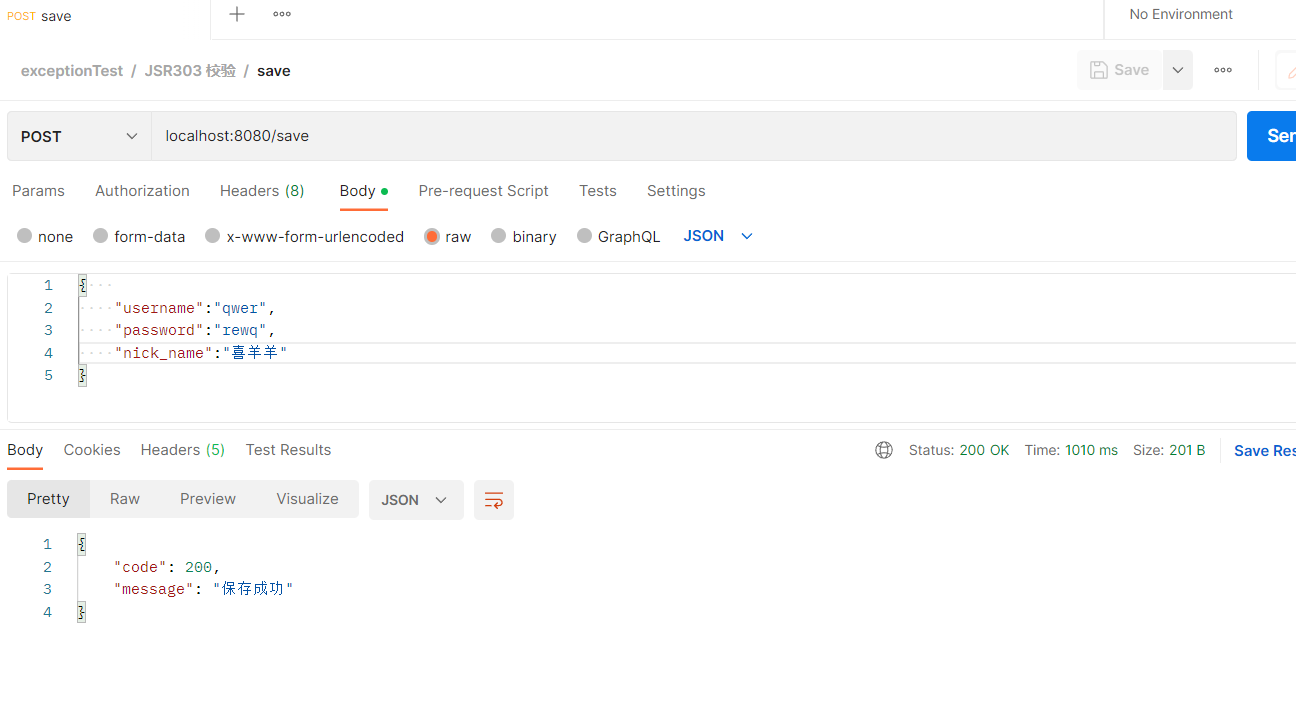 POST save
No Environment
exceptionTest / JSR303 校验 / save
Save
POST
localhost:8080/save
Params Authorization Headers (8) Body Pre-request Script Tests Settings
none form-data x-www-form-urlencoded raw binary GraphQL JSON
1 {
2 "username":"qwer",
3 "password":"rewq",
4 "nick_name":"喜羊羊"
5 }
Body Cookies Headers (5) Test Results Status: 200 OK Time: 1010 ms Size: 201 B Save Res
Pretty Raw Preview Visualize JSON
1 {
2 "code": 200,
3 "message": "保存成功"
4 }